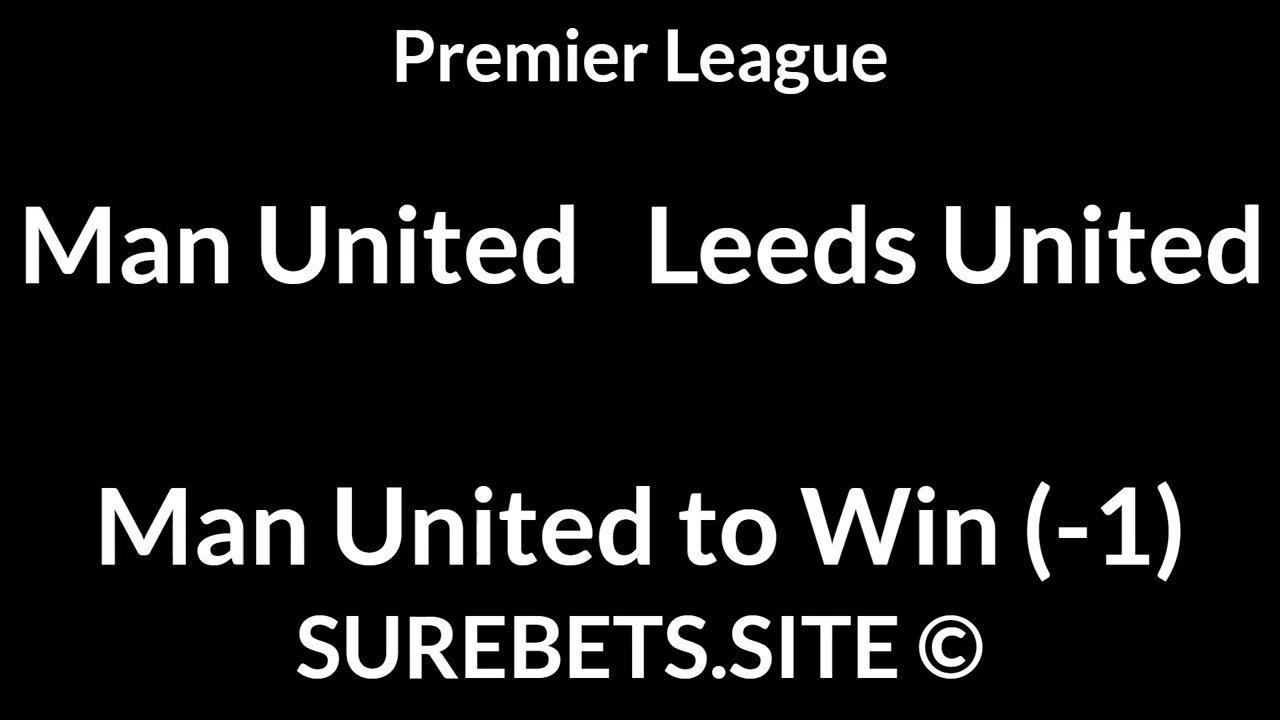 Premier League
Man United Leeds United
Man United to Win (-1)
SUREBETS.SITE ©